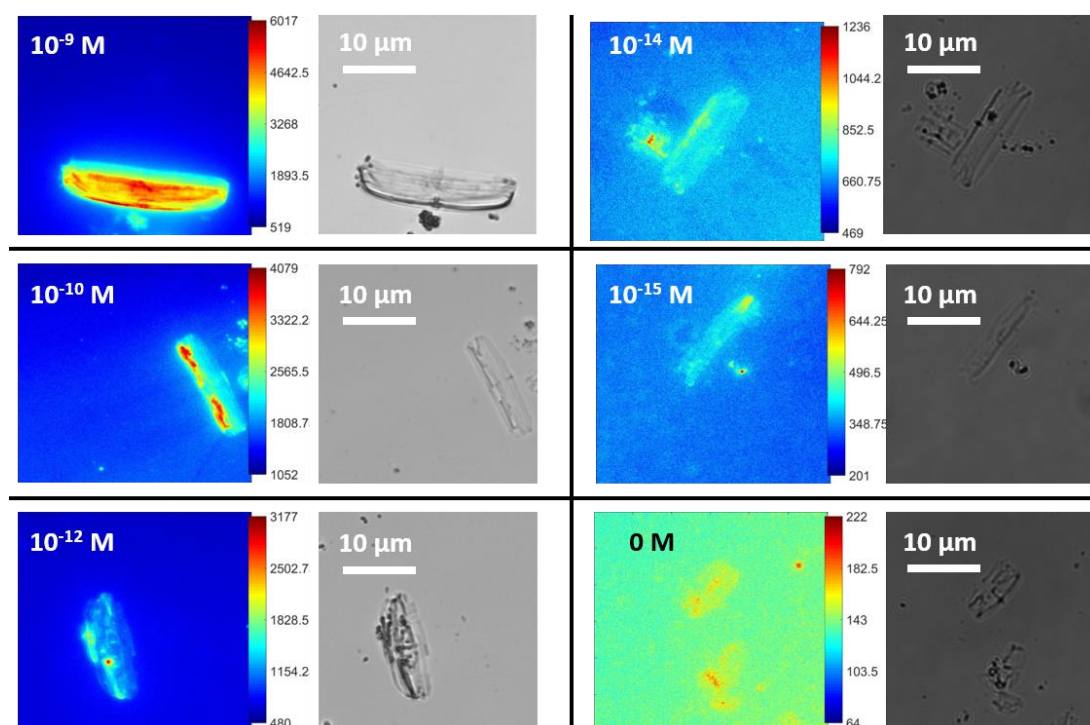 10⁻⁹ M
6017
4642.5
3268
1893.5
519
10 µm
10⁻¹⁴ M
1236
1044.2
852.5
660.75
469
10 µm
10⁻¹⁰ M
4079
3322.2
2565.5
1808.7
1052
10 µm
10⁻¹⁵ M
792
644.25
496.5
348.75
201
10 µm
10⁻¹² M
3177
2502.7
1828.5
1154.2
480
10 µm
0 M
222
182.5
143
103.5
64
10 µm